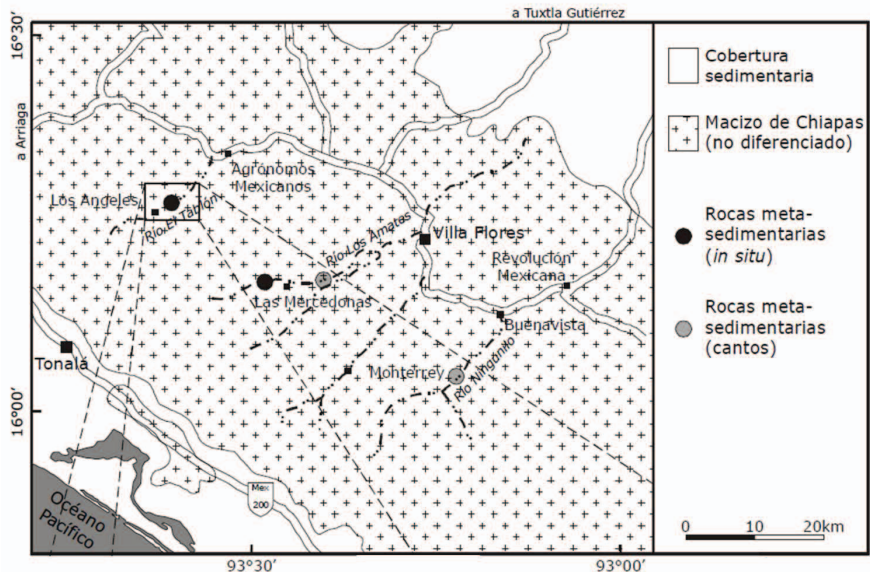 a Tuxtla Gutiérrez
16°30'
a Arriaga
Agrónomos
Mexicanos
Los Angeles
Río El Tablón
Río Los Amates
Villa Flores
Revolución
Mexicana
Las Mercedonas
Buenavista
Tonalá
Monterrey
Río Ningunilo
16°00'
Mex
200
Océano
Pacífico
93°30'
93°00'
Cobertura
sedimentaria
Macizo de Chiapas
(no diferenciado)
Rocas meta-
sedimentarias
(in situ)
Rocas meta-
sedimentarias
(cantos)
0 10 20km